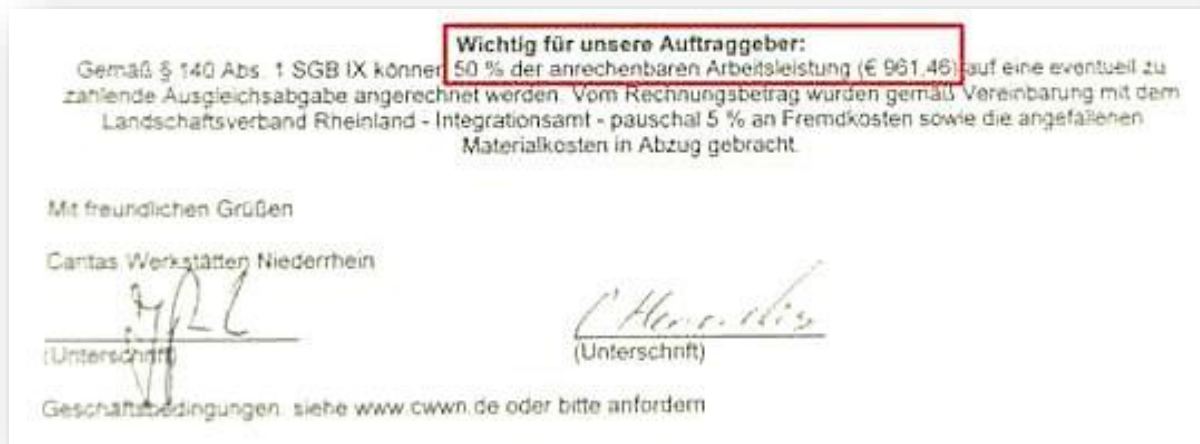 Wichtig für unsere Auftraggeber:
Gemäß § 140 Abs. 1 SGB IX können 50 % der anrechenbaren Arbeitsleistung (€ 961,46) auf eine eventuell zu
zahlende Ausgleichsabgabe angerechnet werden. Vom Rechnungsbetrag wurden gemäß Vereinbarung mit dem
Landschaftsverband Rheinland - Integrationsamt - pauschal 5 % an Fremdkosten sowie die angefallenen
Materialkosten in Abzug gebracht.
Mit freundlichen Grüßen
Caritas Werkstätten Niederrhein
(Unterschrift) (Unterschrift)
Geschäftsbedingungen: siehe www.cwwn.de oder bitte anfordern